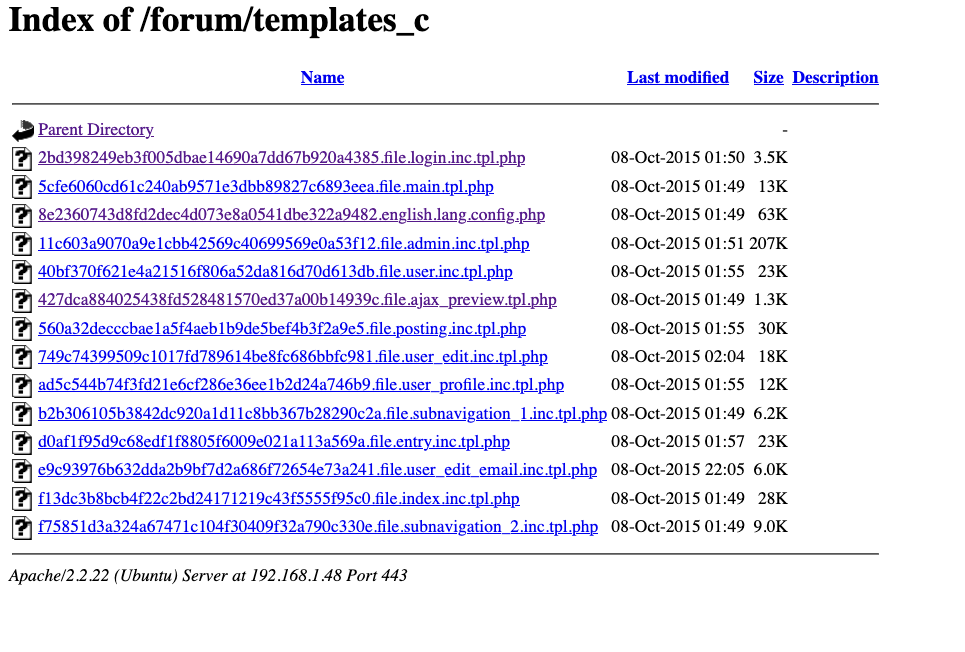 Index of /forum/templates_c
Name Last modified Size Description
Parent Directory -
2bd398249eb3f005dbae14690a7dd67b920a4385.file.login.inc.tpl.php 08-Oct-2015 01:50 3.5K
5cfe6060cd61c240ab9571e3dbb89827c6893eea.file.main.tpl.php 08-Oct-2015 01:49 13K
8e2360743d8fd2dec4d073e8a0541dbe322a9482.english.lang.config.php 08-Oct-2015 01:49 63K
11c603a9070a9e1cbb42569c40699569e0a53f12.file.admin.inc.tpl.php 08-Oct-2015 01:51 207K
40bf370f621e4a21516f806a52da816d70d613db.file.user.inc.tpl.php 08-Oct-2015 01:55 23K
427dca884025438fd528481570ed37a00b14939c.file.ajax_preview.tpl.php 08-Oct-2015 01:49 1.3K
560a32decccbae1a5f4aeb1b9de5bef4b3f2a9e5.file.posting.inc.tpl.php 08-Oct-2015 01:55 30K
749c74399509c1017fd789614be8fc686bbfc981.file.user_edit.inc.tpl.php 08-Oct-2015 02:04 18K
ad5c544b74f3fd21e6cf286e36ee1b2d24a746b9.file.user_profile.inc.tpl.php 08-Oct-2015 01:55 12K
b2b306105b3842dc920a1d11c8bb367b28290c2a.file.subnavigation_1.inc.tpl.php 08-Oct-2015 01:49 6.2K
d0af1f95d9c68edf1f8805f6009e021a113a569a.file.entry.inc.tpl.php 08-Oct-2015 01:57 23K
e9c93976b632dda2b9bf7d2a686f72654e73a241.file.user_edit_email.inc.tpl.php 08-Oct-2015 22:05 6.0K
f13dc3b8bcb4f22c2bd24171219c43f5555f95c0.file.index.inc.tpl.php 08-Oct-2015 01:49 28K
f75851d3a324a67471c104f30409f32a790c330e.file.subnavigation_2.inc.tpl.php 08-Oct-2015 01:49 9.0K
Apache/2.2.22 (Ubuntu) Server at 192.168.1.48 Port 443